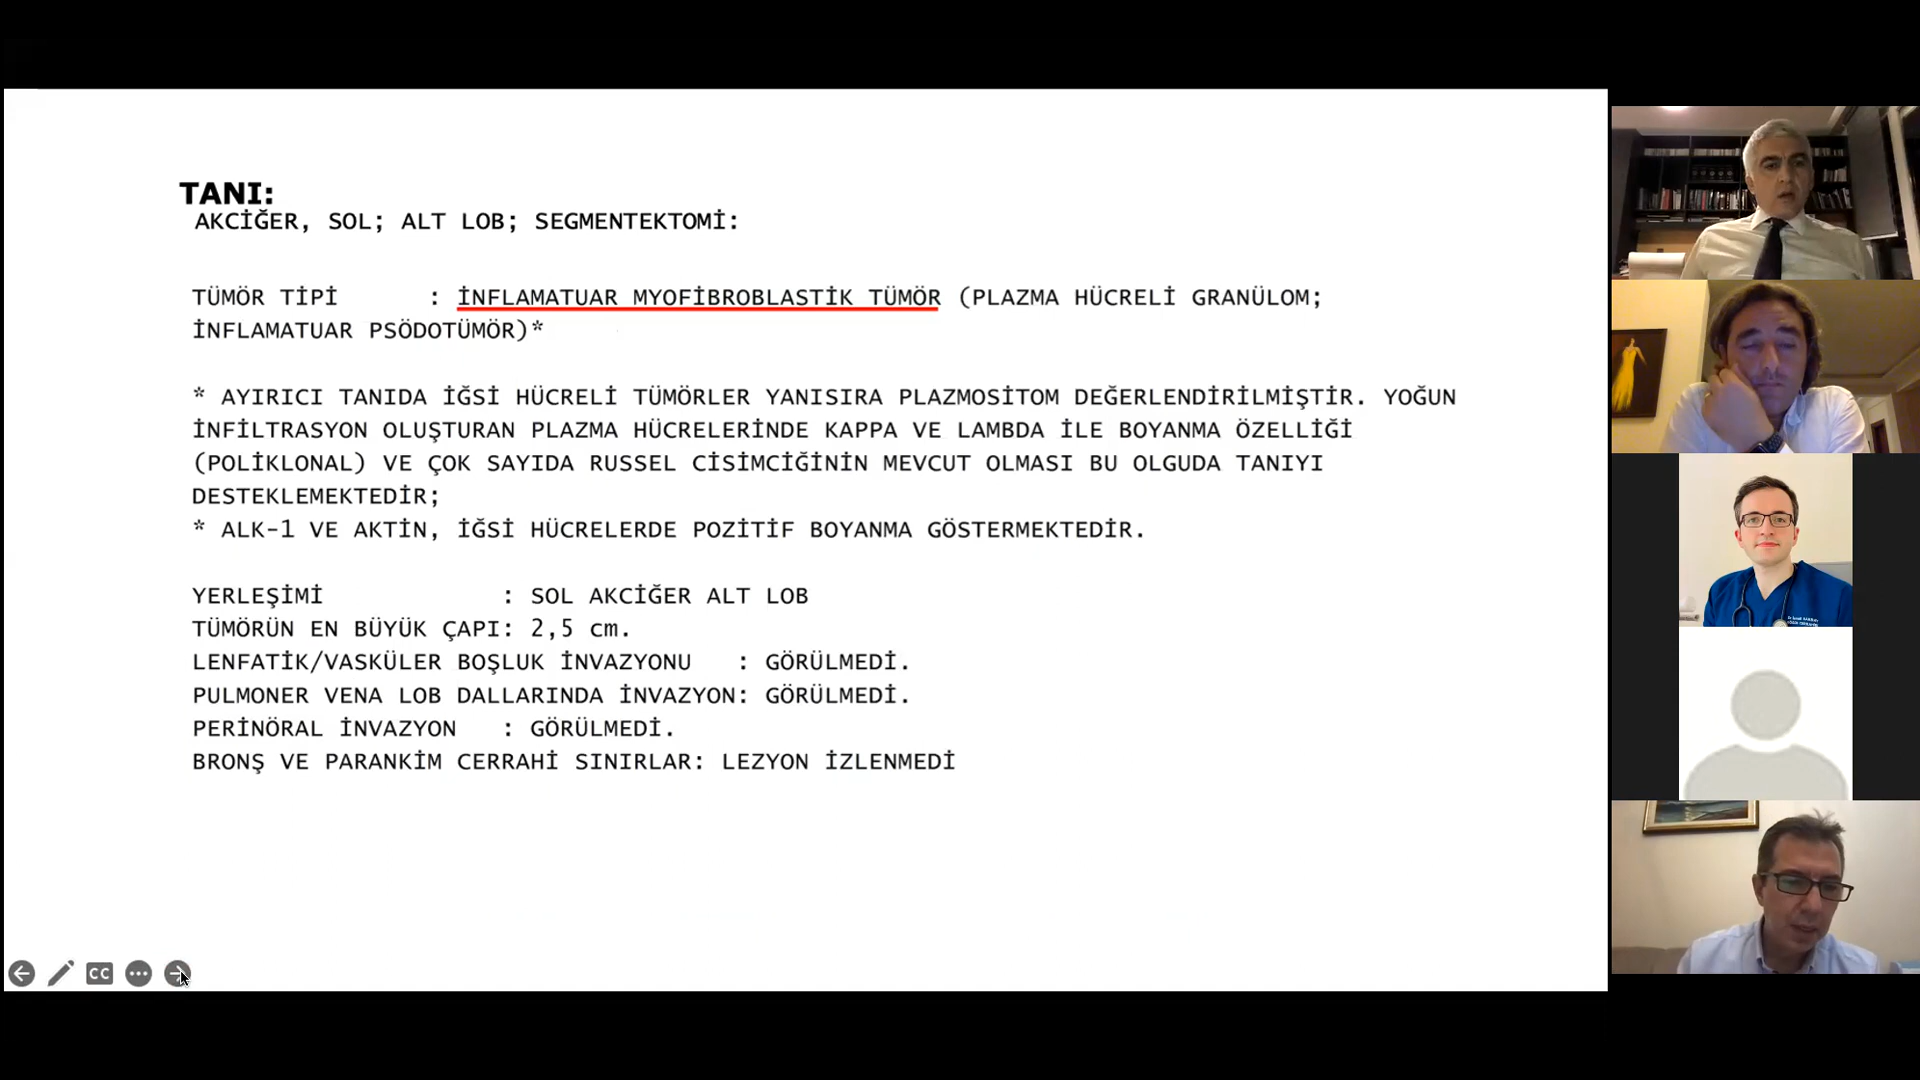 TANI:
AKCİĞER, SOL; ALT LOB; SEGMENTEKTOMİ:
TÜMÖR TİPİ : İNFLAMATUAR MYOFİBROBLASTİK TÜMÖR (PLAZMA HÜCRELİ GRANÜLOM;
İNFLAMATUAR PSÖDOTÜMÖR)*
* AYIRICI TANIDA İĞSİ HÜCRELİ TÜMÖRLER YANISIRA PLAZMOSİTOM DEĞERLENDİRİLMİŞTİR. YOĞUN
İNFİLTRASYON OLUŞTURAN PLAZMA HÜCRELERİNDE KAPPA VE LAMBDA İLE BOYANMA ÖZELLİĞİ
(POLİKLONAL) VE ÇOK SAYIDA RUSSEL CİSİMCİĞİNİN MEVCUT OLMASI BU OLGUDA TANIYI
DESTEKLEMEKTEDİR;
* ALK-1 VE AKTİN, İĞSİ HÜCRELERDE POZİTİF BOYANMA GÖSTERMEKTEDİR.
YERLEŞİMİ : SOL AKCİĞER ALT LOB
TÜMÖRÜN EN BÜYÜK ÇAPI: 2,5 cm.
LENFATİK/VASKÜLER BOŞLUK İNVAZYONU : GÖRÜLMEDİ.
PULMONER VENA LOB DALLARINDA İNVAZYON: GÖRÜLMEDİ.
PERİNÖRAL İNVAZYON : GÖRÜLMEDİ.
BRONŞ VE PARANKİM CERRAHİ SINIRLAR: LEZYON İZLENMEDİ
CC